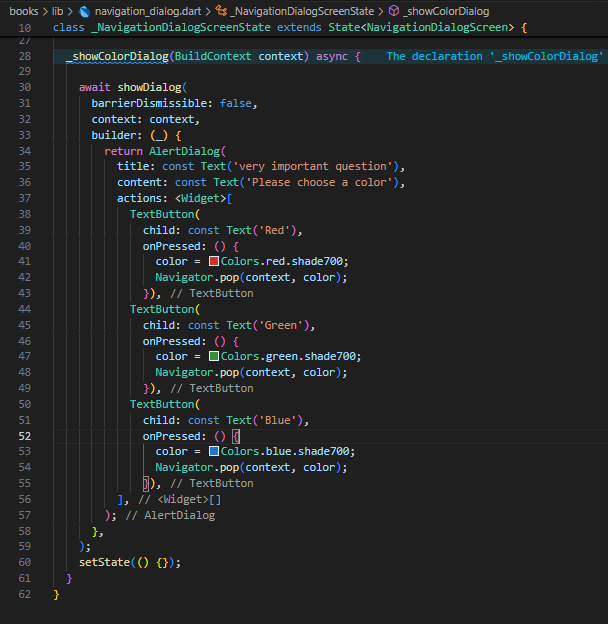 books > lib > navigation_dialog.dart > _NavigationDialogScreenState > _showColorDialog
10 class _NavigationDialogScreenState extends State<NavigationDialogScreen> {
27
28 _showColorDialog(BuildContext context) async { The declaration '_showColorDialog'
29
30 await showDialog(
31 barrierDismissible: false,
32 context: context,
33 builder: (_) {
34 return AlertDialog(
35 title: const Text('very important question'),
36 content: const Text('Please choose a color'),
37 actions: <Widget>[
38 TextButton(
39 child: const Text('Red'),
40 onPressed: () {
41 color = Colors.red.shade700;
42 Navigator.pop(context, color);
43 }), // TextButton
44 TextButton(
45 child: const Text('Green'),
46 onPressed: () {
47 color = Colors.green.shade700;
48 Navigator.pop(context, color);
49 }), // TextButton
50 TextButton(
51 child: const Text('Blue'),
52 onPressed: () {
53 color = Colors.blue.shade700;
54 Navigator.pop(context, color);
55 }), // TextButton
56 ], // <Widget>[]
57 ); // AlertDialog
58 },
59 );
60 setState(() {});
61 }
62 }